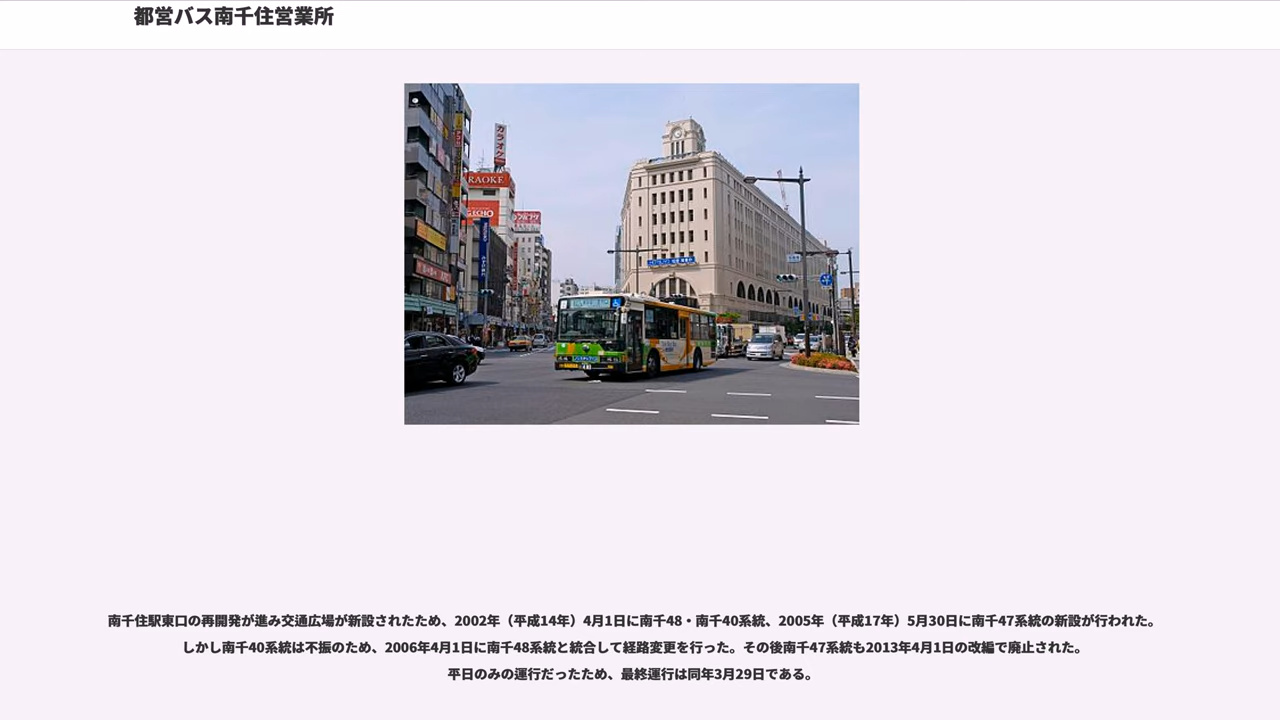 都営バス南千住営業所
カラオケ
RAOKE
南千住駅東口の再開発が進み交通広場が新設されたため、2002年（平成14年）4月1日に南千48・南千40系統、2005年（平成17年）5月30日に南千47系統の新設が行われた。
しかし南千40系統は不振のため、2006年4月1日に南千48系統と統合して経路変更を行った。その後南千47系統も2013年4月1日の改編で廃止された。
平日のみの運行だったため、最終運行は同年3月29日である。